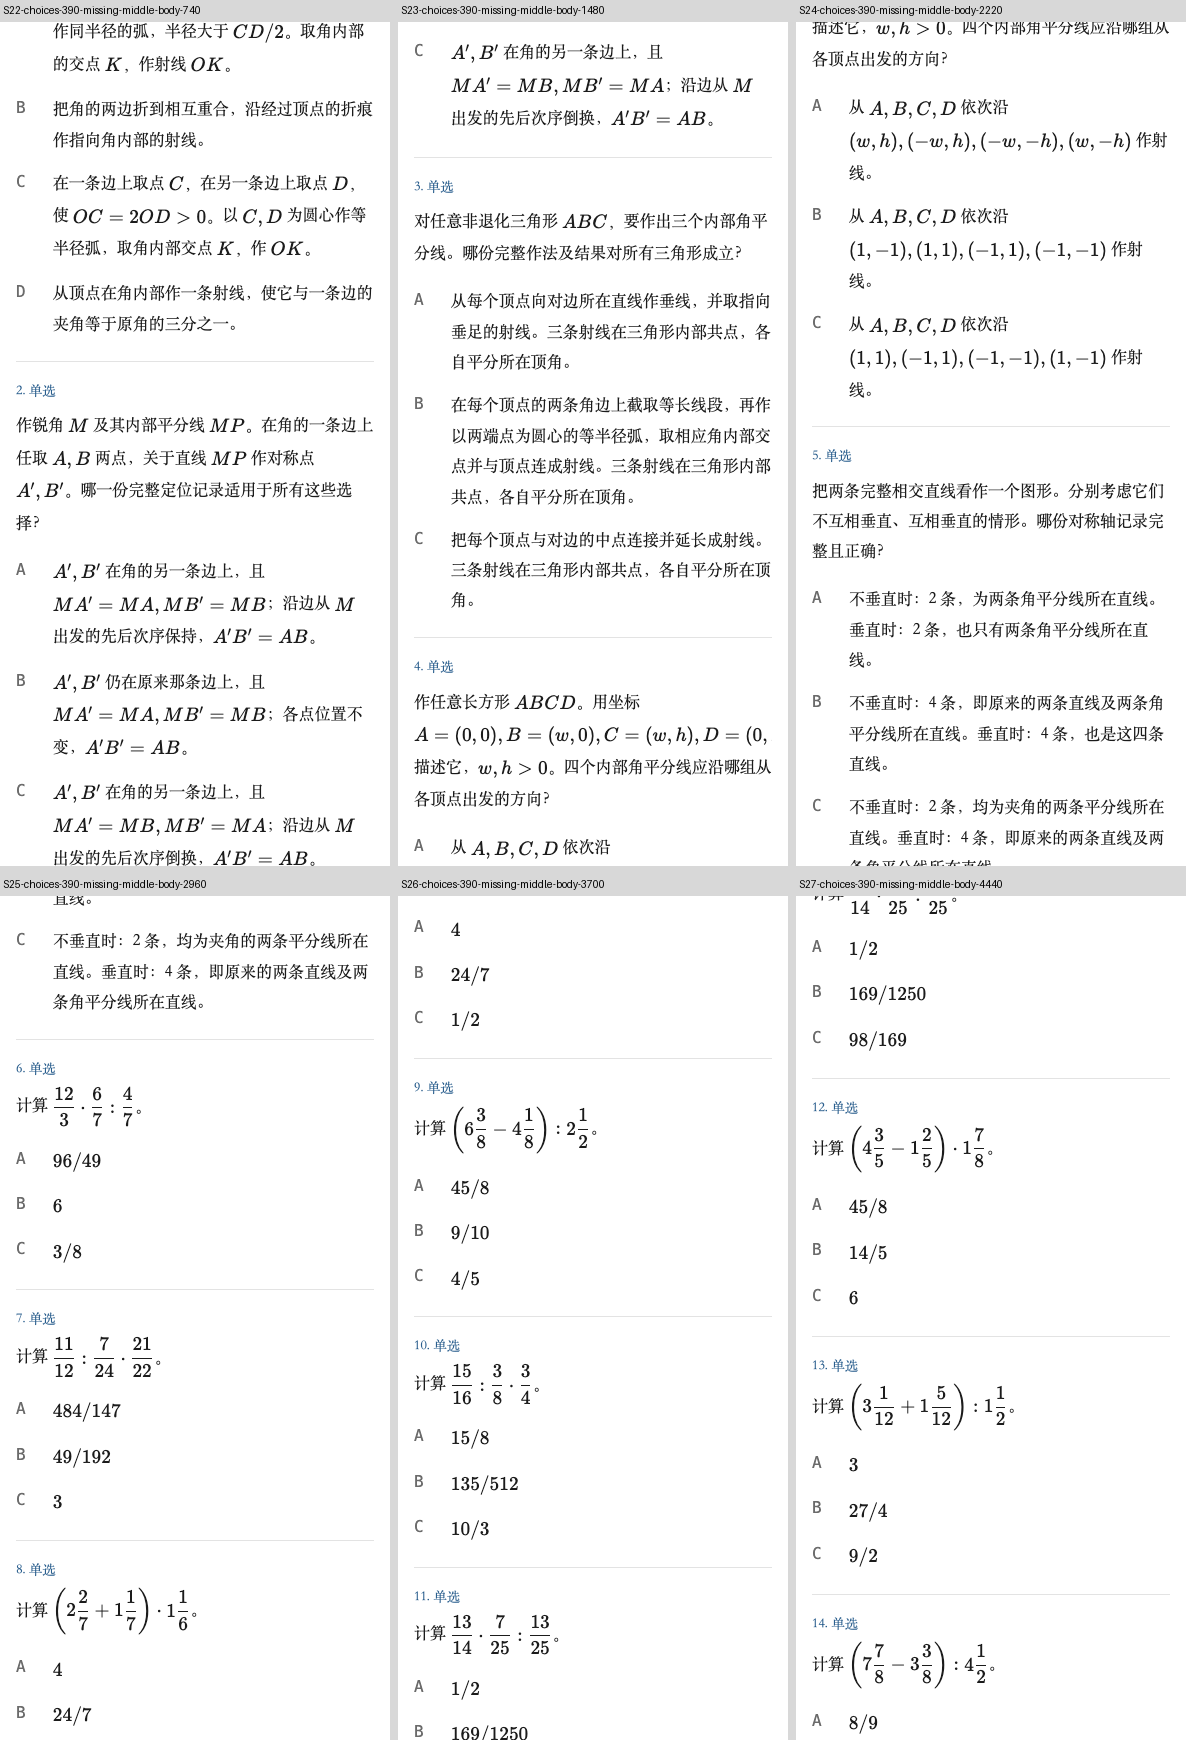 S22-choices-390-missing-middle-body-740
作同半径的弧，半径大于 CD/2。取角内部
的交点 K，作射线 OK。
B 把角的两边折到相互重合，沿经过顶点的折痕
作指向角内部的射线。
C 在一条边上取点 C，在另一条边上取点 D，
使 OC = 2OD > 0。以 C, D 为圆心作等
半径弧，取角内部交点 K，作 OK。
D 从顶点在角内部作一条射线，使它与一条边的
夹角等于原角的三分之一。
2. 单选
作锐角 M 及其内部平分线 MP。在角的一条边上
任取 A, B 两点，关于直线 MP 作对称点
A′, B′。哪一份完整定位记录适用于所有这些选
择?
A A′, B′ 在角的另一条边上，且
MA′ = MA, MB′ = MB；沿边从 M
出发的先后次序保持，A′B′ = AB。
B A′, B′ 仍在原来那条边上，且
MA′ = MA, MB′ = MB；各点位置不
变，A′B′ = AB。
C A′, B′ 在角的另一条边上，且
MA′ = MB, MB′ = MA；沿边从 M
出发的先后次序倒换，A′B′ = AB。
S23-choices-390-missing-middle-body-1480
C A′, B′ 在角的另一条边上，且
MA′ = MB, MB′ = MA；沿边从 M
出发的先后次序倒换，A′B′ = AB。
3. 单选
对任意非退化三角形 ABC，要作出三个内部角平
分线。哪份完整作法及结果对所有三角形成立?
A 从每个顶点向对边所在直线作垂线，并取指向
垂足的射线。三条射线在三角形内部共点，各
自平分所在顶角。
B 在每个顶点的两条角边上截取等长线段，再作
以两端点为圆心的等半径弧，取相应角内部交
点并与顶点连成射线。三条射线在三角形内部
共点，各自平分所在顶角。
C 把每个顶点与对边的中点连接并延长成射线。
三条射线在三角形内部共点，各自平分所在顶
角。
4. 单选
作任意长方形 ABCD。用坐标
A = (0, 0), B = (w, 0), C = (w, h), D = (0,
描述它，w, h > 0。四个内部角平分线应沿哪组从
各顶点出发的方向?
A 从 A, B, C, D 依次沿
S24-choices-390-missing-middle-body-2220
描述它，w, h > 0。四个内部角平分线应沿哪组从
各顶点出发的方向?
A 从 A, B, C, D 依次沿
(w, h), (−w, h), (−w, −h), (w, −h) 作射
线。
B 从 A, B, C, D 依次沿
(1, −1), (1, 1), (−1, 1), (−1, −1) 作射
线。
C 从 A, B, C, D 依次沿
(1, 1), (−1, 1), (−1, −1), (1, −1) 作射
线。
5. 单选
把两条完整相交直线看作一个图形。分别考虑它们
不互相垂直、互相垂直的情形。哪份对称轴记录完
整且正确?
A 不垂直时：2 条，为两条角平分线所在直线。
垂直时：2 条，也只有两条角平分线所在直
线。
B 不垂直时：4 条，即原来的两条直线及两条角
平分线所在直线。垂直时：4 条，也是这四条
直线。
C 不垂直时：2 条，均为夹角的两条平分线所在
直线。垂直时：4 条，即原来的两条直线及两
条角平分线所在直线。
S25-choices-390-missing-middle-body-2960
直线。
C 不垂直时：2 条，均为夹角的两条平分线所在
直线。垂直时：4 条，即原来的两条直线及两
条角平分线所在直线。
6. 单选
计算 12/3 · 6/7 : 4/7。
A 96/49
B 6
C 3/8
7. 单选
计算 11/12 : 7/24 · 21/22。
A 484/147
B 49/192
C 3
8. 单选
计算 (2 2/7 + 1 1/7) · 1 1/6。
A 4
B 24/7
S26-choices-390-missing-middle-body-3700
A 4
B 24/7
C 1/2
9. 单选
计算 (6 3/8 − 4 1/8) : 2 1/2。
A 45/8
B 9/10
C 4/5
10. 单选
计算 15/16 : 3/8 · 3/4。
A 15/8
B 135/512
C 10/3
11. 单选
计算 13/14 · 7/25 : 13/25。
A 1/2
B 169/1250
S27-choices-390-missing-middle-body-4440
计算 14 · 25 : 25。
A 1/2
B 169/1250
C 98/169
12. 单选
计算 (4 3/5 − 1 2/5) · 1 7/8。
A 45/8
B 14/5
C 6
13. 单选
计算 (3 1/12 + 1 5/12) : 1 1/2。
A 3
B 27/4
C 9/2
14. 单选
计算 (7 7/8 − 3 3/8) : 4 1/2。
A 8/9